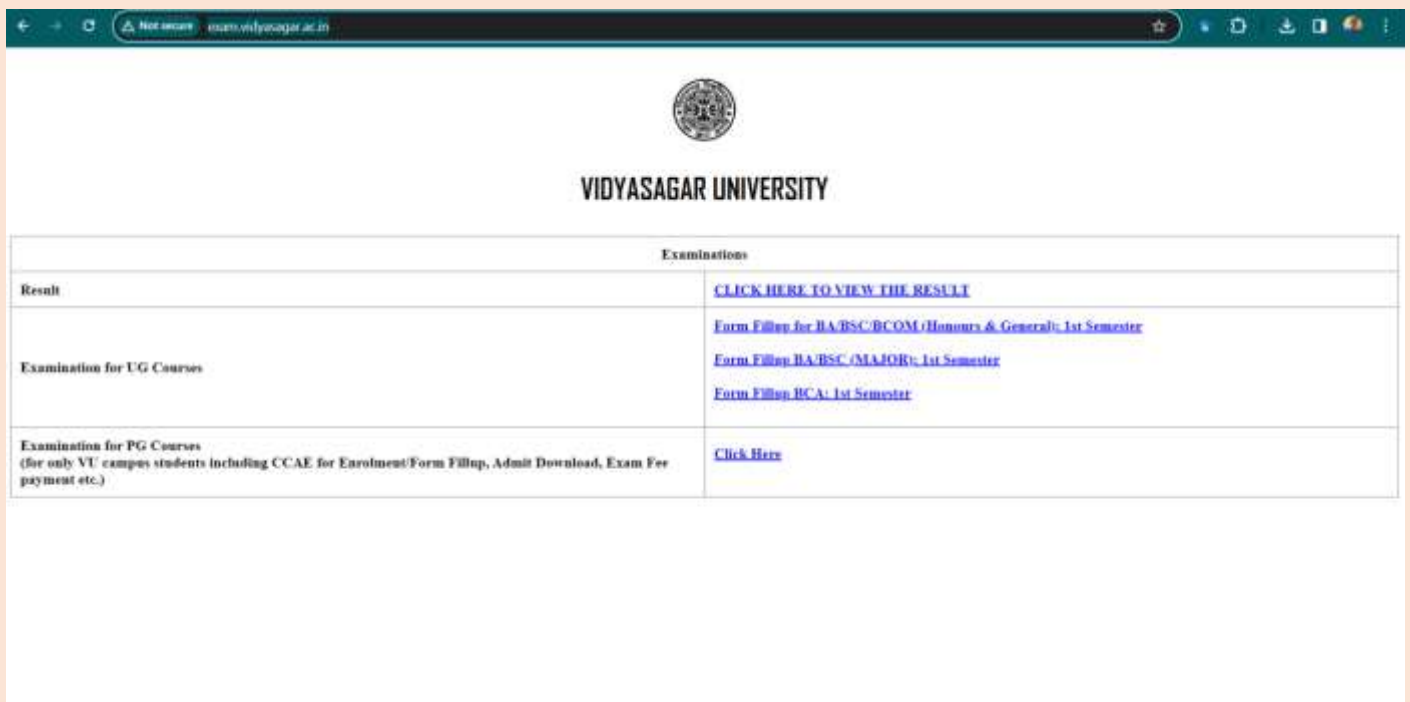 Not secure exam.vidyasagar.ac.in
VIDYASAGAR UNIVERSITY
Examinations
Result
CLICK HERE TO VIEW THE RESULT
Examination for UG Courses
Form Fillup for BA/BSC/BCOM (Honours & General): 1st Semester
Form Fillup BA/BSC (MAJOR): 1st Semester
Form Fillup BCA: 1st Semester
Examination for PG Courses
(for only VU campus students including CCAE for Enrolment/Form Fillup, Admit Download, Exam Fee
payment etc.)
Click Here